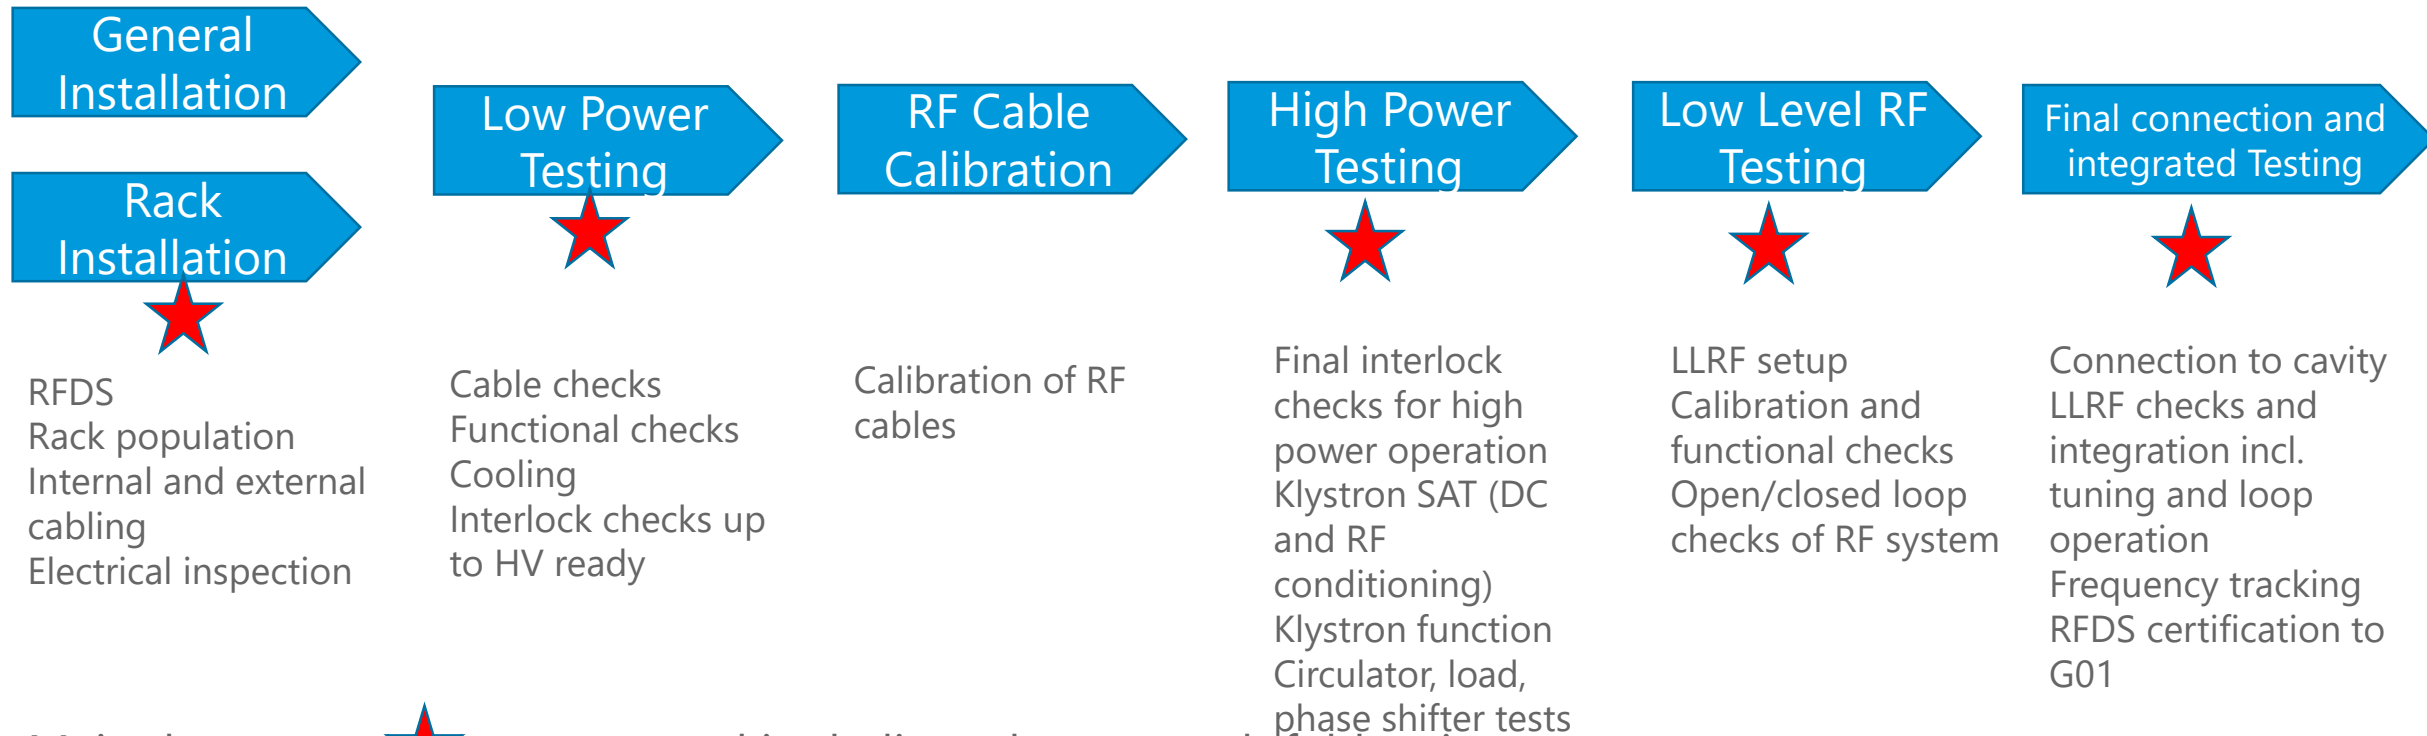 General
Installation
Rack
Installation
RFDS
Rack population
Internal and external
cabling
Electrical inspection
Low Power
Testing
Cable checks
Functional checks
Cooling
Interlock checks up
to HV ready
RF Cable
Calibration
Calibration of RF
cables
High Power
Testing
Final interlock
checks for high
power operation
Klystron SAT (DC
and RF
conditioning)
Klystron function
Circulator, load,
phase shifter tests
Low Level RF
Testing
LLRF setup
Calibration and
functional checks
Open/closed loop
checks of RF system
Final connection and
integrated Testing
Connection to cavity
LLRF checks and
integration incl.
tuning and loop
operation
Frequency tracking
RFDS certification to
G01